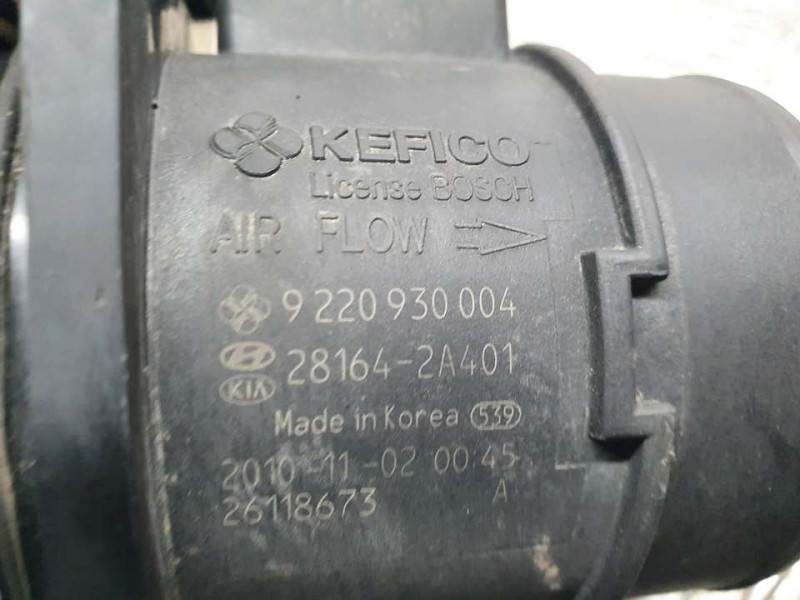 KEFICO
License BOSCH
AIR FLOW
9 220 930 004
28164-2A401
KIA
Made in Korea 539
2010-11-02 00:45
26118673 A